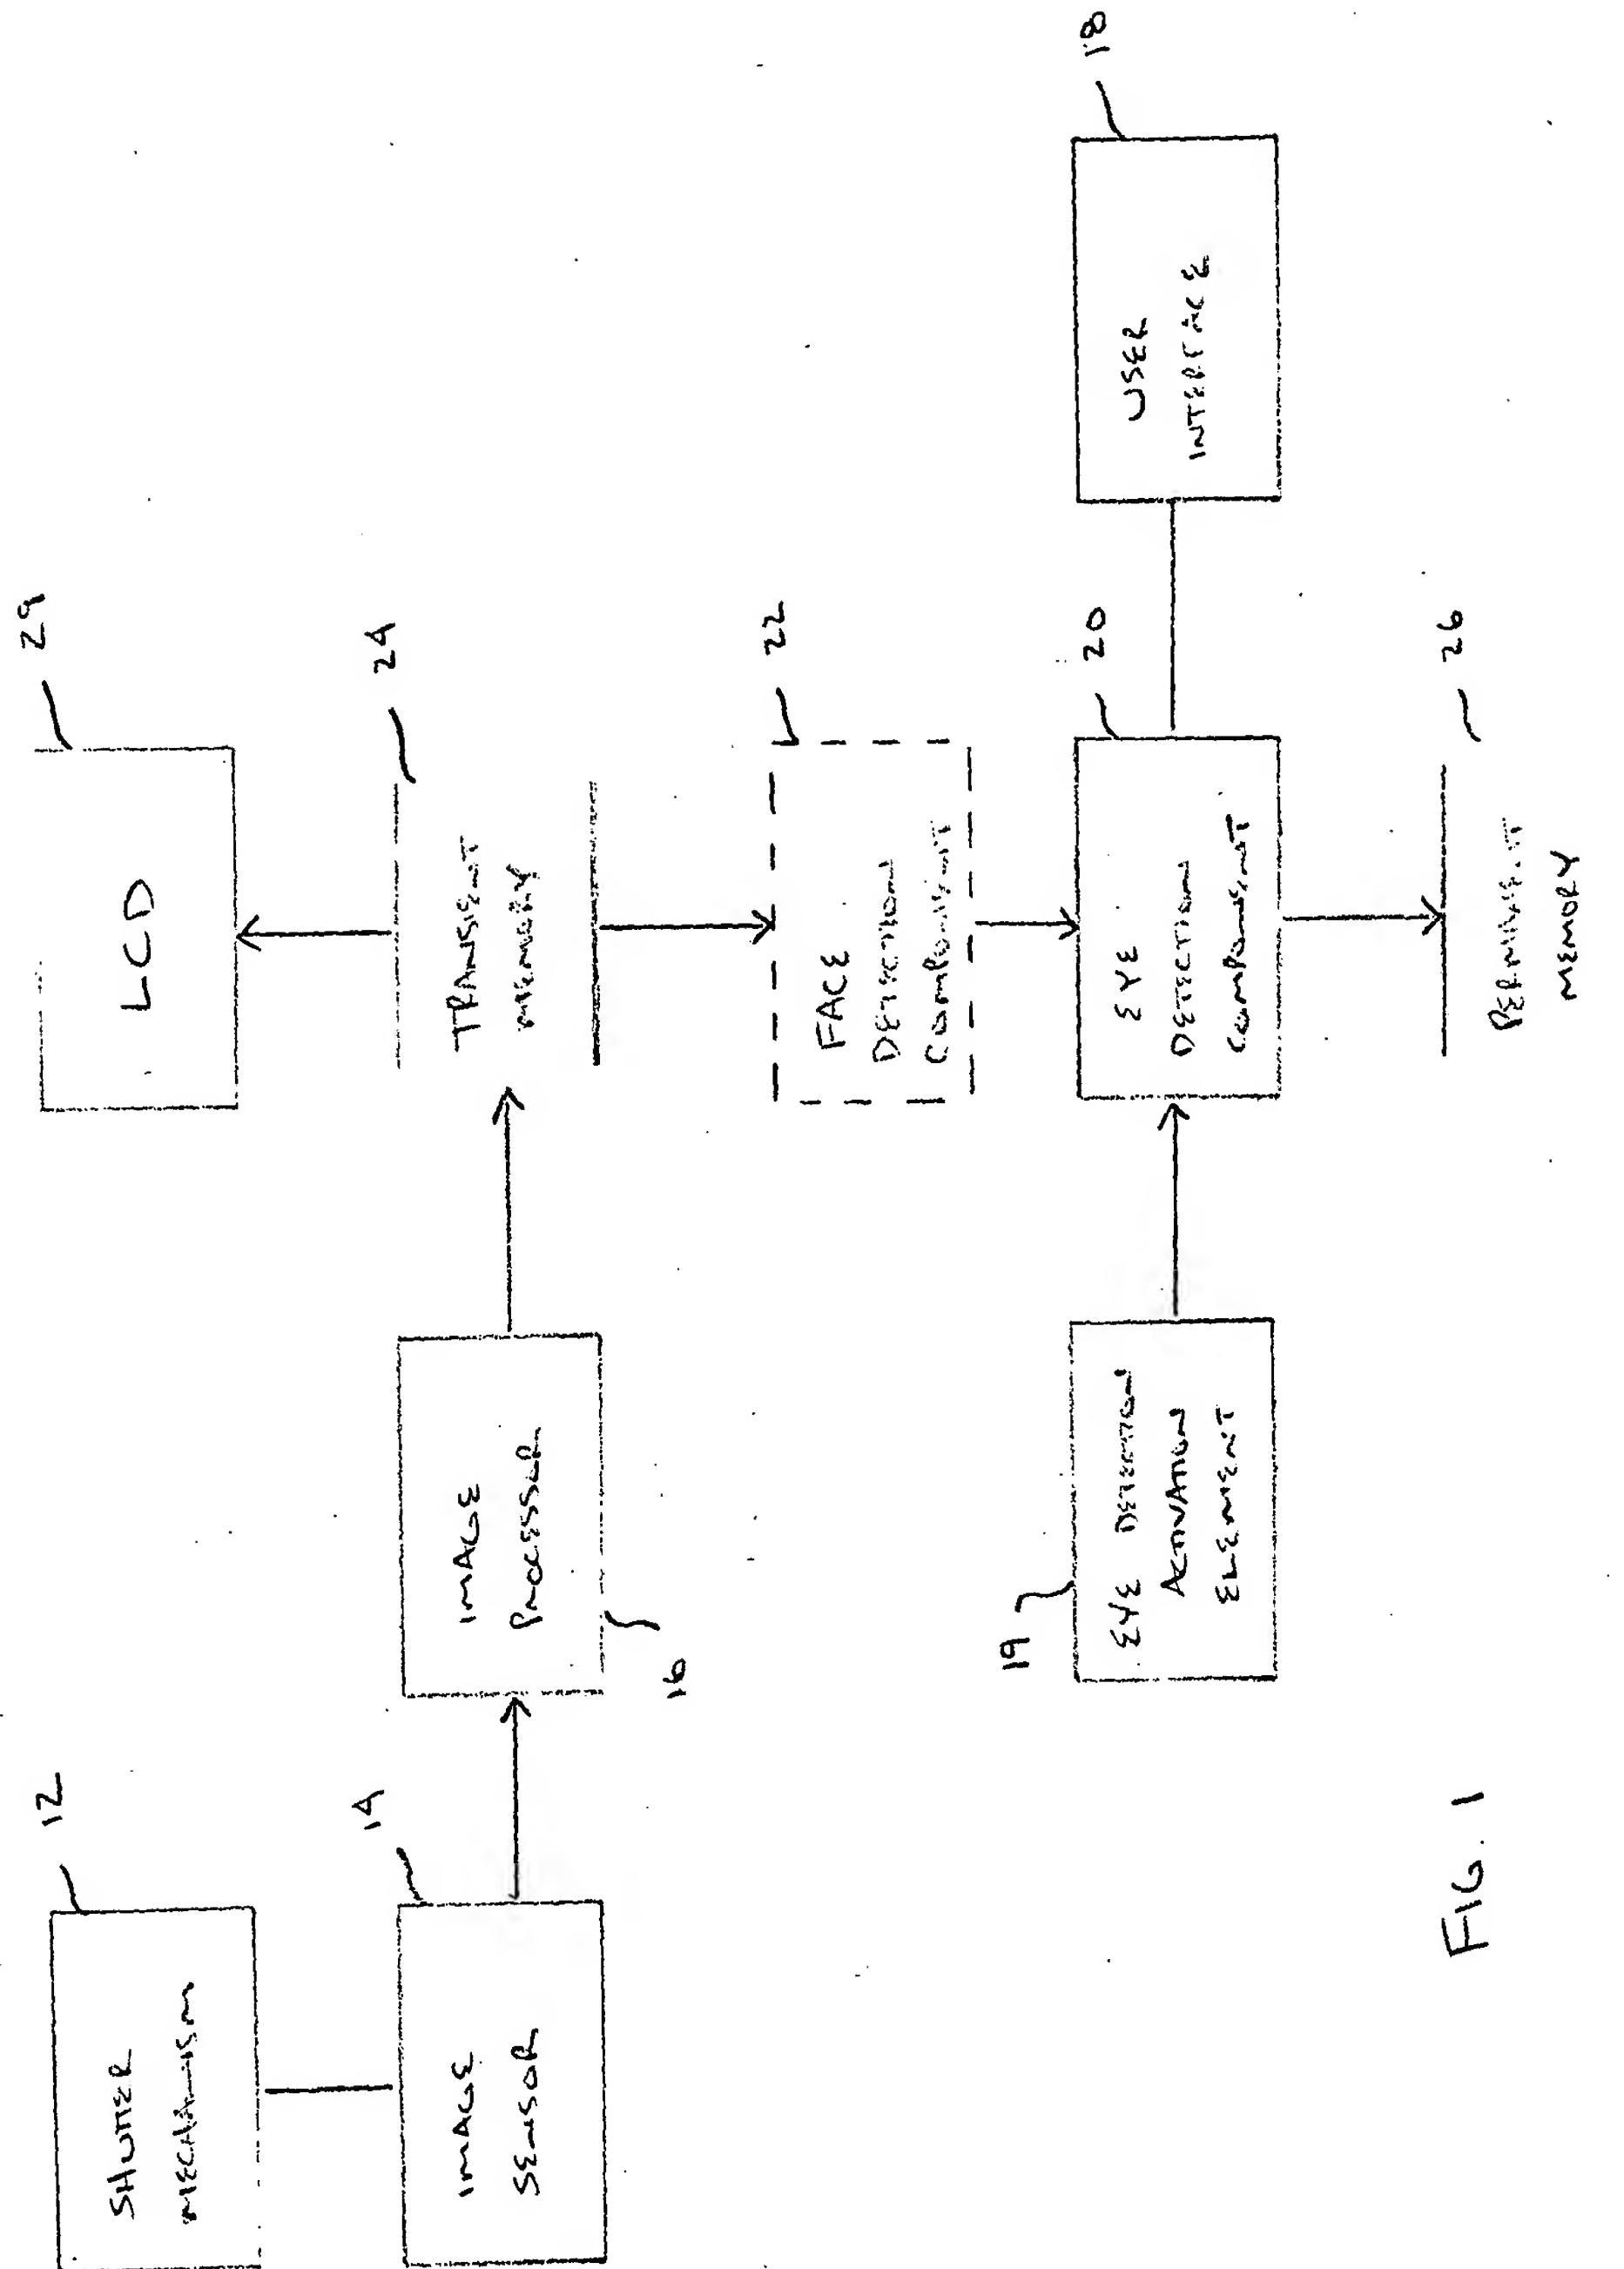 12
SHUTTER
MECHANISM
14
IMAGE
SENSOR
IMAGE
PROCESSOR
16
29
LCD
24
TRANSIENT
MEMORY
22
FACE
DETECTION
COMPONENT
19
EYE DETECTION
ACTIVATION
ELEMENT
20
EYE
DETECTION
COMPONENT
18
USER
INTERFACE
26
PERMANENT
MEMORY
FIG. 1